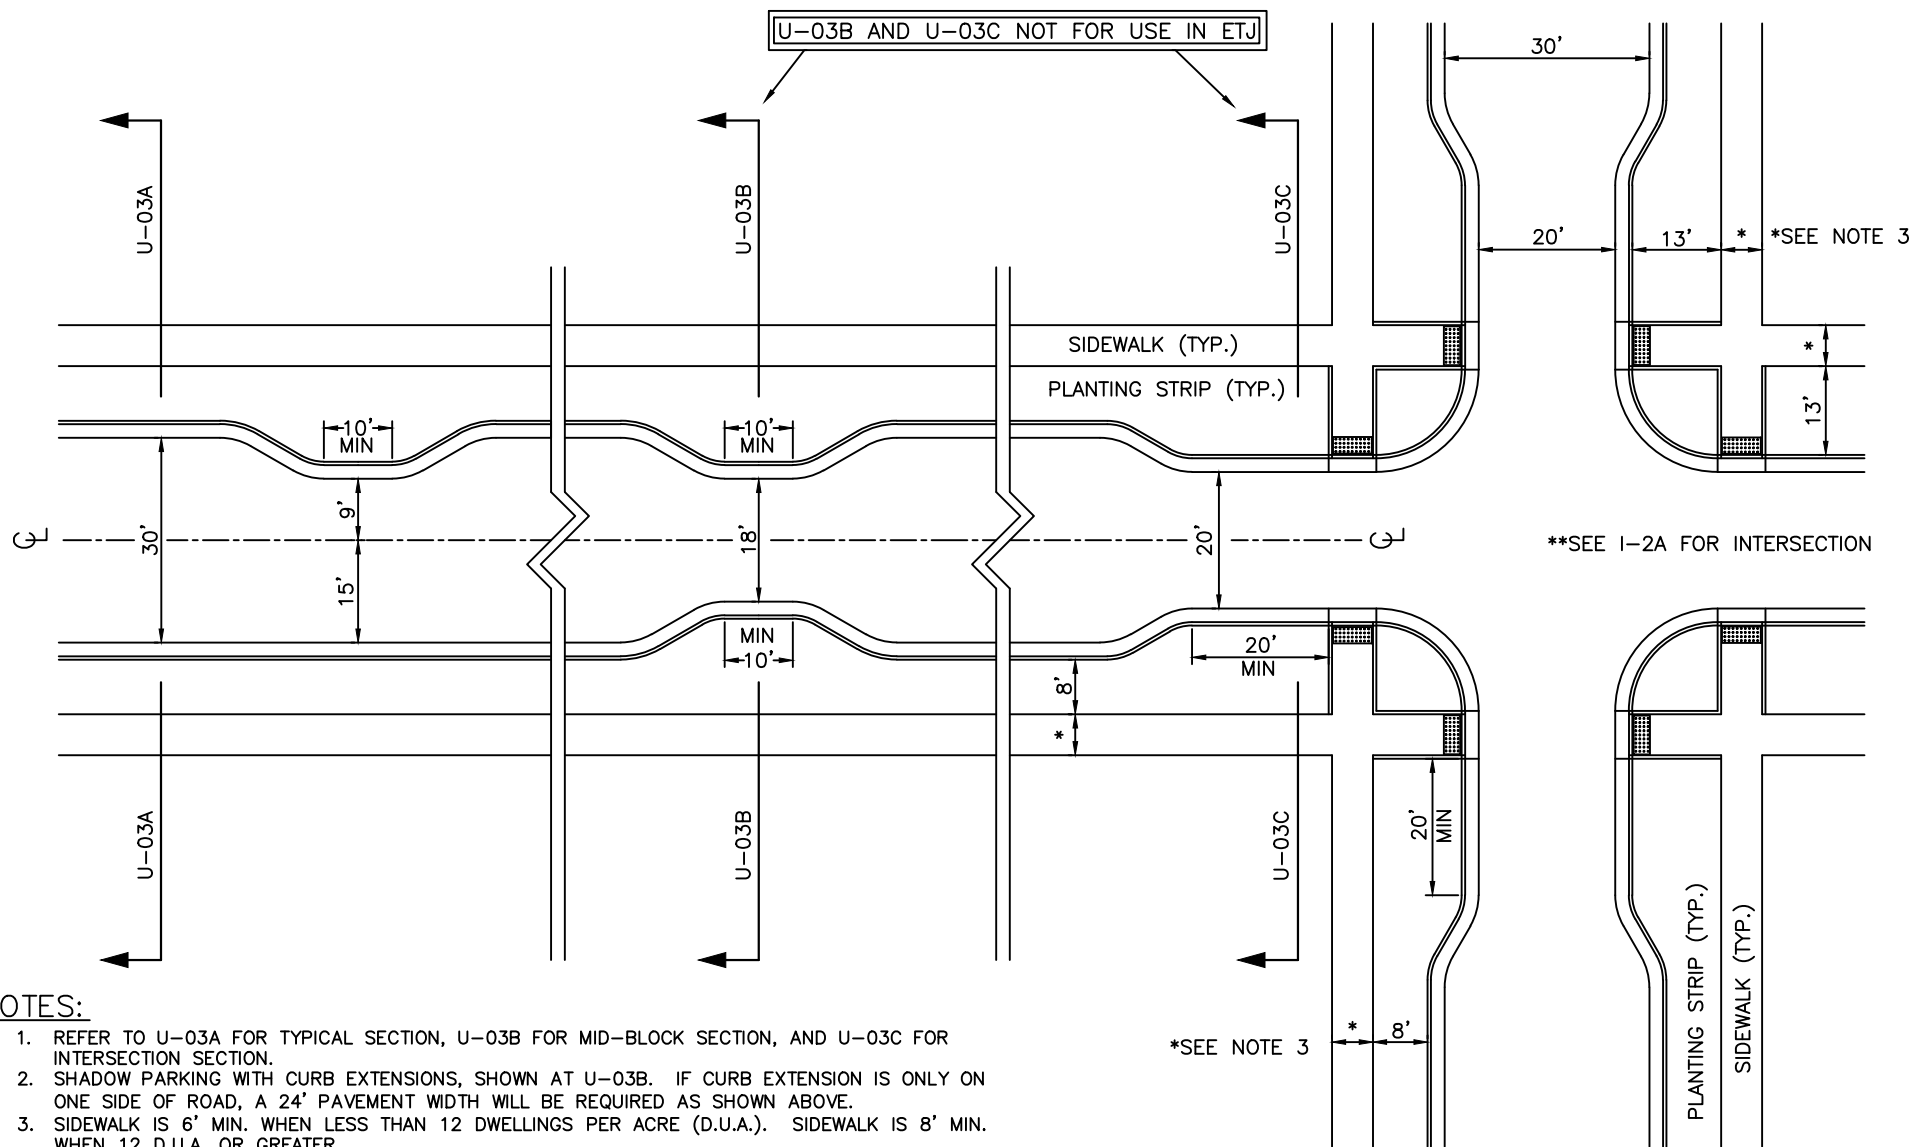 U-03B AND U-03C NOT FOR USE IN ETJ
30'
U-03A
U-03B
U-03C
20'
13'
*
*SEE NOTE 3
SIDEWALK (TYP.)
*
PLANTING STRIP (TYP.)
13'
10'
MIN
10'
MIN
9'
30'
18'
20'
15'
**SEE I-2A FOR INTERSECTION
MIN
10'
20'
MIN
8'
*
20'
MIN
U-03A
U-03B
U-03C
PLANTING STRIP (TYP.)
SIDEWALK (TYP.)
*SEE NOTE 3
*
8'
OTES:
1. REFER TO U-03A FOR TYPICAL SECTION, U-03B FOR MID-BLOCK SECTION, AND U-03C FOR
INTERSECTION SECTION.
2. SHADOW PARKING WITH CURB EXTENSIONS, SHOWN AT U-03B. IF CURB EXTENSION IS ONLY ON
ONE SIDE OF ROAD, A 24' PAVEMENT WIDTH WILL BE REQUIRED AS SHOWN ABOVE.
3. SIDEWALK IS 6' MIN. WHEN LESS THAN 12 DWELLINGS PER ACRE (D.U.A.). SIDEWALK IS 8' MIN.
WHEN 12 D.U.A. OR GREATER